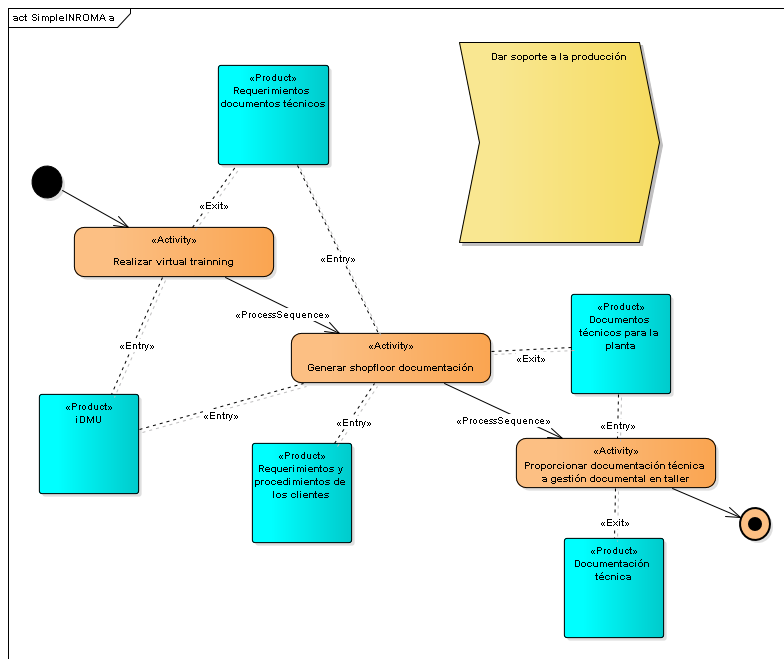 act SimpleINROMA a
«Product»
Requerimientos
documentos técnicos
Dar soporte a la producción
«Exit»
«Activity»
Realizar virtual trainning
«Entry»
«ProcessSequence»
«Entry»
«Activity»
Generar shopfloor documentación
«Product»
Documentos
técnicos para la
planta
«Exit»
«Product»
iDMU
«Entry»
«Entry»
«ProcessSequence»
«Entry»
«Product»
Requerimientos y
procedimientos de
los clientes
«Activity»
Proporcionar documentación técnica
a gestión documental en taller
«Exit»
«Product»
Documentación
técnica